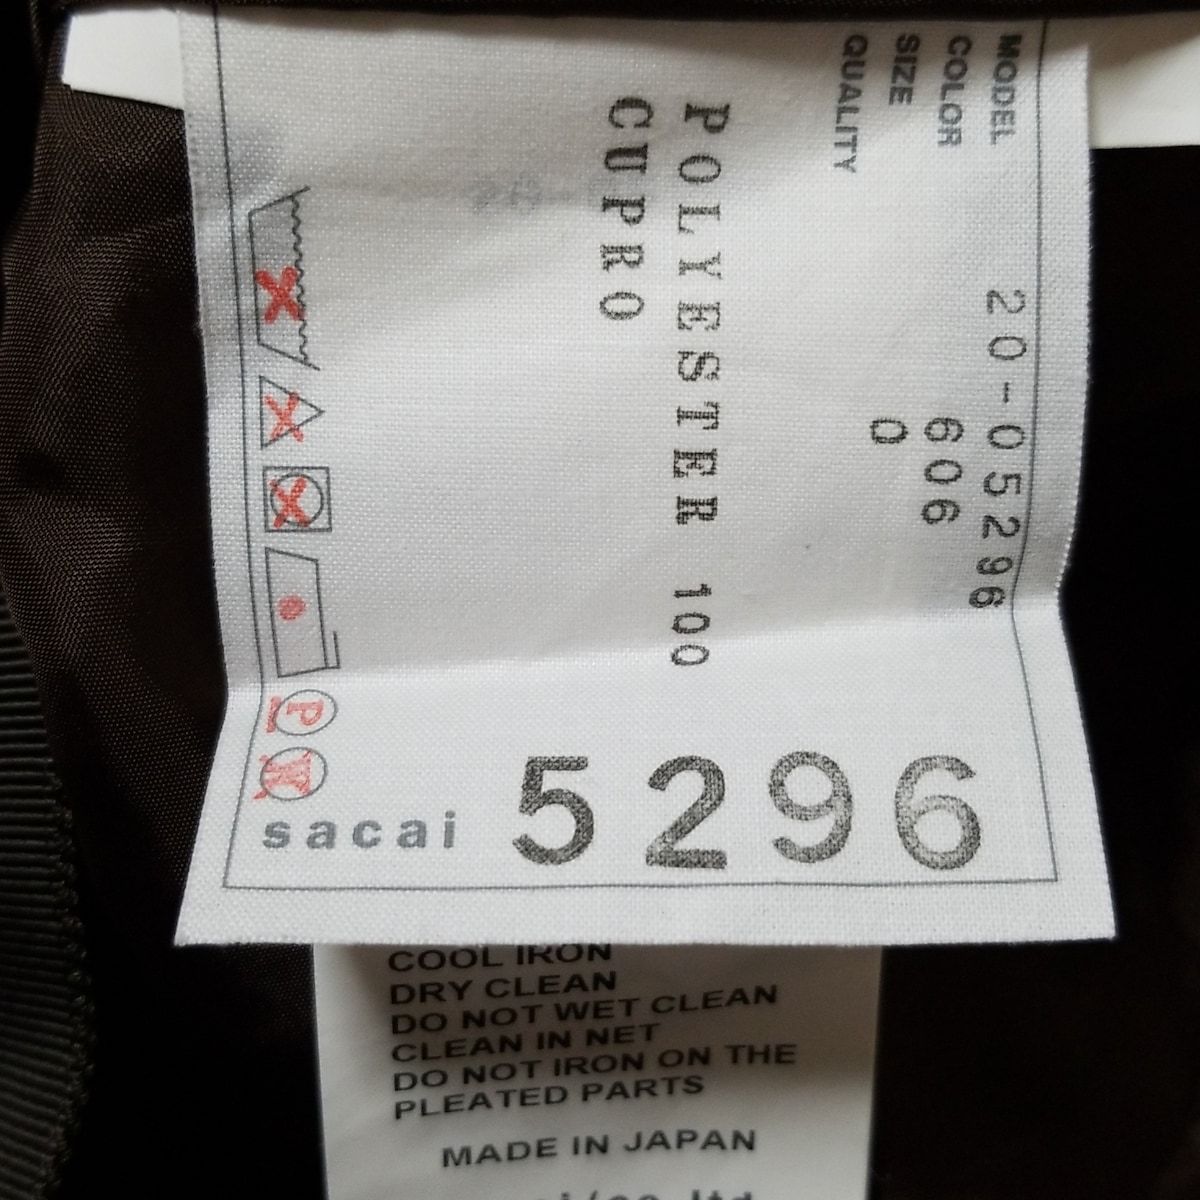 MODEL 20-05296
COLOR 606
SIZE 0
QUALITY
POLYESTER 100
CUPRO
P
W
sacai 5296
COOL IRON
DRY CLEAN
DO NOT WET CLEAN
CLEAN IN NET
DO NOT IRON ON THE
PLEATED PARTS
MADE IN JAPAN